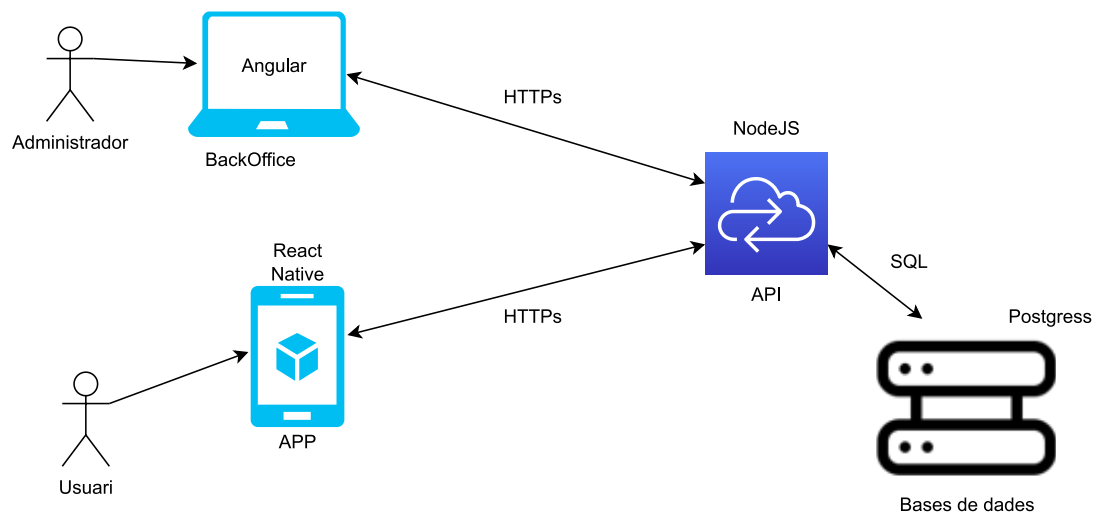 Angular
HTTPs
Administrador
BackOffice
NodeJS
React
Native
SQL
API
HTTPs
Postgress
APP
Usuari
Bases de dades